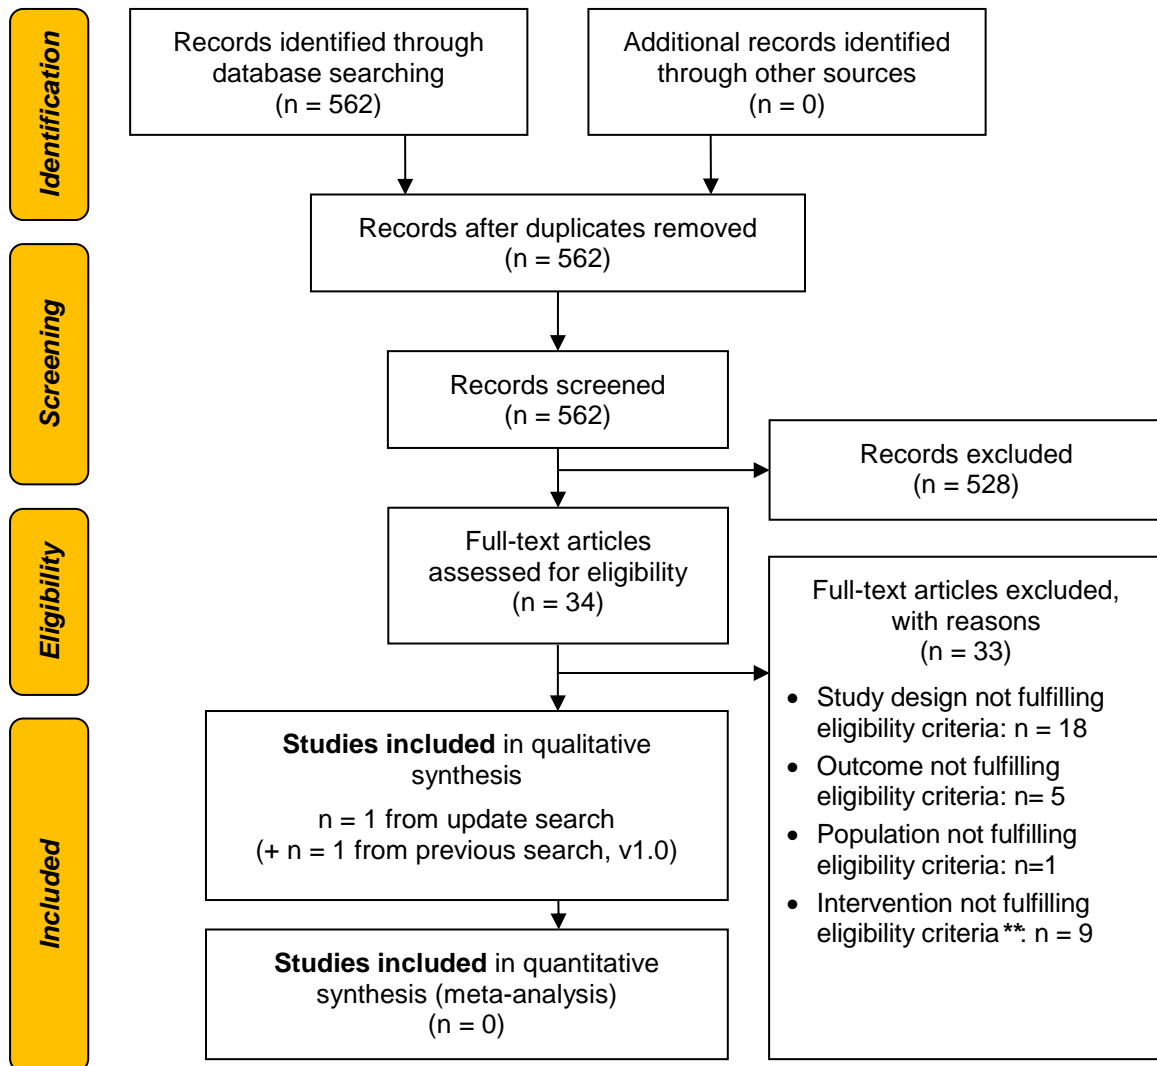 Identification
Records identified through
database searching
(n = 562)
Additional records identified
through other sources
(n = 0)
Records after duplicates removed
(n = 562)
Screening
Records screened
(n = 562)
Records excluded
(n = 528)
Eligibility
Full-text articles
assessed for eligibility
(n = 34)
Full-text articles excluded,
with reasons
(n = 33)
• Study design not fulfilling
eligibility criteria: n = 18
• Outcome not fulfilling
eligibility criteria: n= 5
• Population not fulfilling
eligibility criteria: n=1
• Intervention not fulfilling
eligibility criteria**: n = 9
Included
Studies included in qualitative
synthesis
n = 1 from update search
(+ n = 1 from previous search, v1.0)
Studies included in quantitative
synthesis (meta-analysis)
(n = 0)